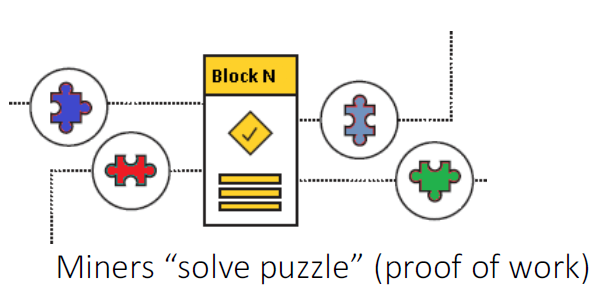 Block N
Miners “solve puzzle” (proof of work)